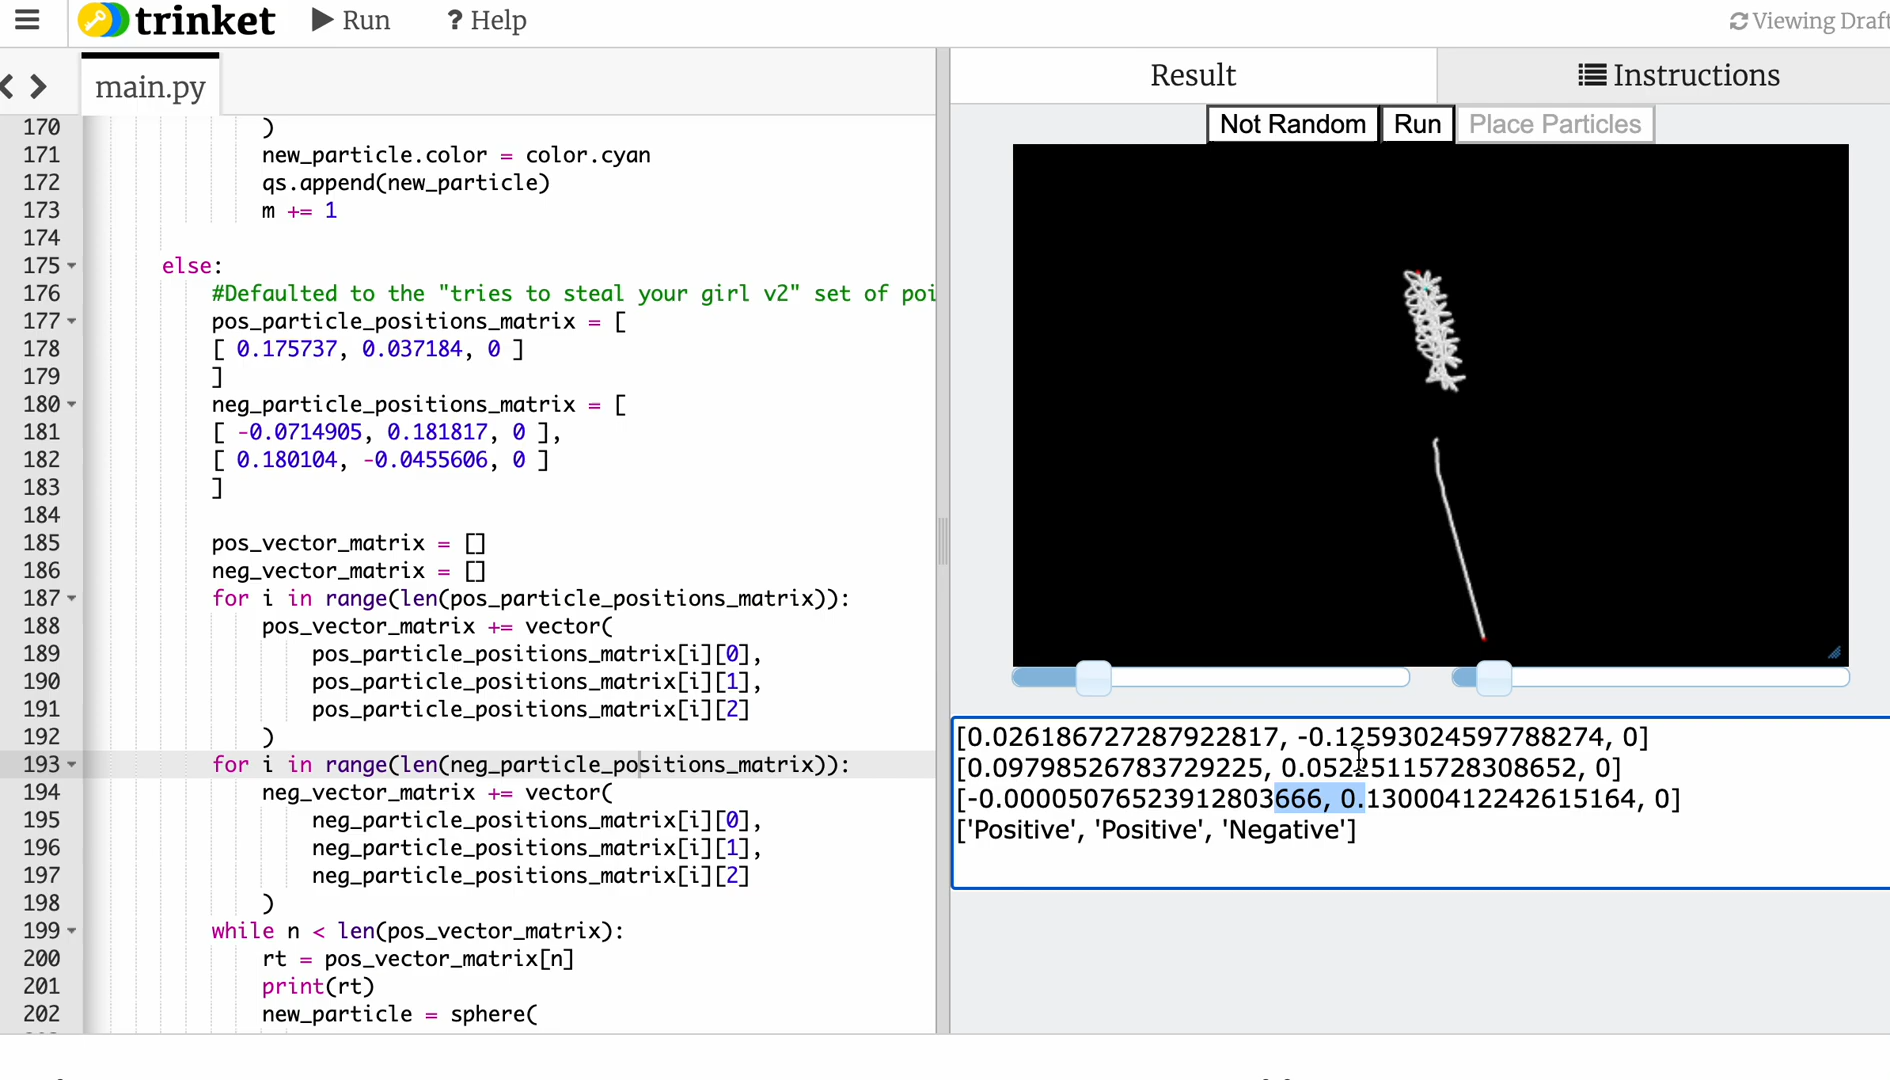 trinket
Run
? Help
Viewing Draft
main.py
Result
Instructions
Not Random
Run
Place Particles
170 )
171 new_particle.color = color.cyan
172 qs.append(new_particle)
173 m += 1
174
175 else:
176 #Defaulted to the "tries to steal your girl v2" set of poi
177 pos_particle_positions_matrix = [
178 [ 0.175737, 0.037184, 0 ]
179 ]
180 neg_particle_positions_matrix = [
181 [ -0.0714905, 0.181817, 0 ],
182 [ 0.180104, -0.0455606, 0 ]
183 ]
184
185 pos_vector_matrix = []
186 neg_vector_matrix = []
187 for i in range(len(pos_particle_positions_matrix)):
188 pos_vector_matrix += vector(
189 pos_particle_positions_matrix[i][0],
190 pos_particle_positions_matrix[i][1],
191 pos_particle_positions_matrix[i][2]
192 )
193 for i in range(len(neg_particle_positions_matrix)):
194 neg_vector_matrix += vector(
195 neg_particle_positions_matrix[i][0],
196 neg_particle_positions_matrix[i][1],
197 neg_particle_positions_matrix[i][2]
198 )
199 while n < len(pos_vector_matrix):
200 rt = pos_vector_matrix[n]
201 print(rt)
202 new_particle = sphere(
[0.026186727287922817, -0.12593024597788274, 0]
[0.09798526783729225, 0.05225115728308652, 0]
[-0.00005076523912803666, 0.13000412242615164, 0]
['Positive', 'Positive', 'Negative']